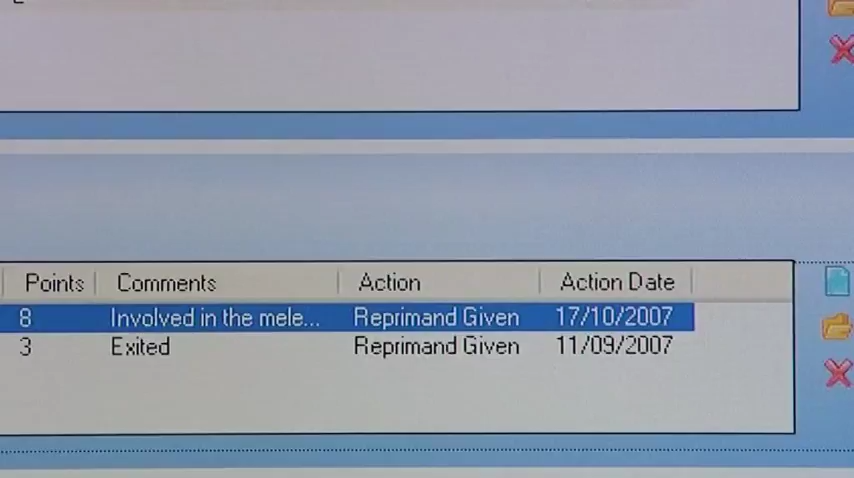 Points Comments Action Action Date
8 Involved in the mele... Reprimand Given 17/10/2007
3 Exited Reprimand Given 11/09/2007